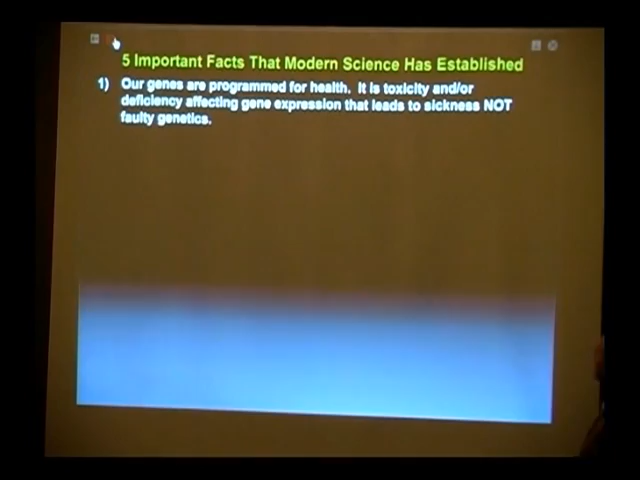 5 Important Facts That Modern Science Has Established
1) Our genes are programmed for health. It is toxicity and/or
deficiency affecting gene expression that leads to sickness NOT
faulty genetics.